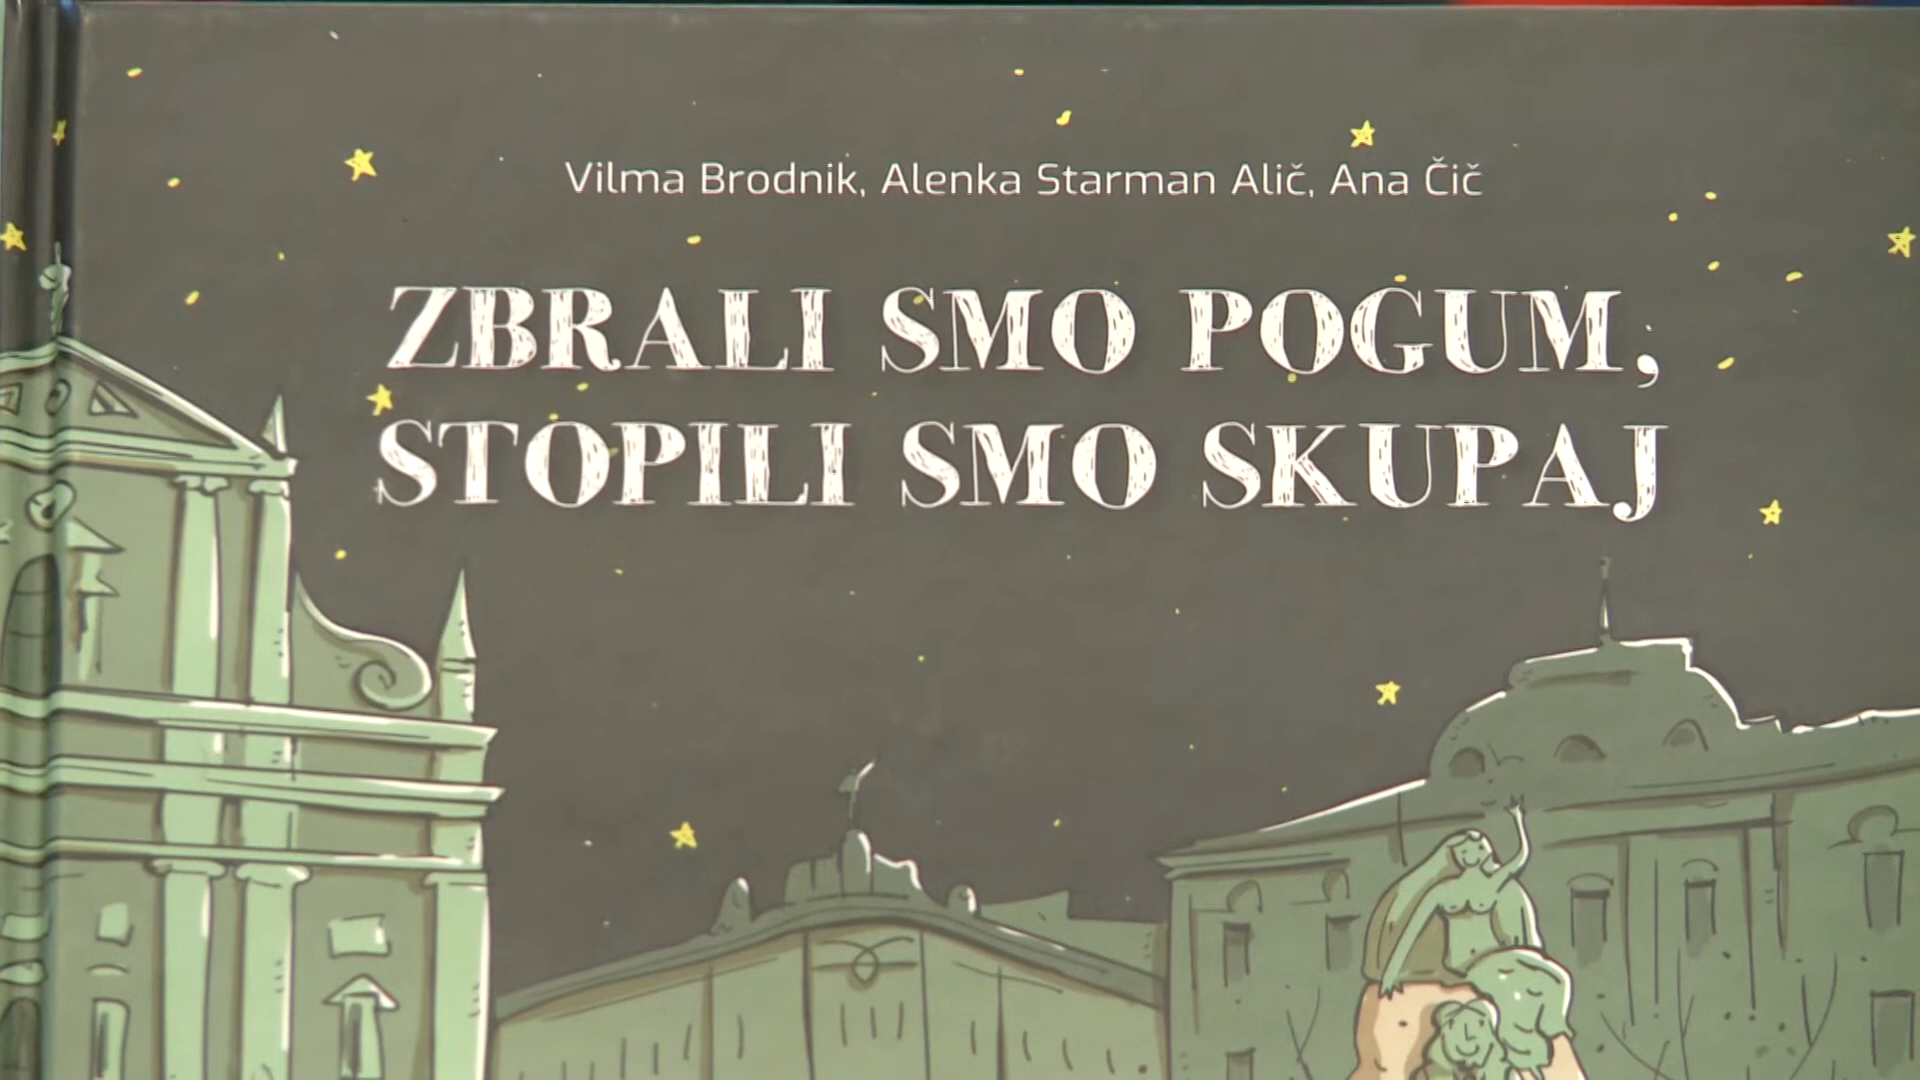 Vilma Brodnik, Alenka Starman Alič, Ana Čič
ZBRALI SMO POGUM,
STOPILI SMO SKUPAJ